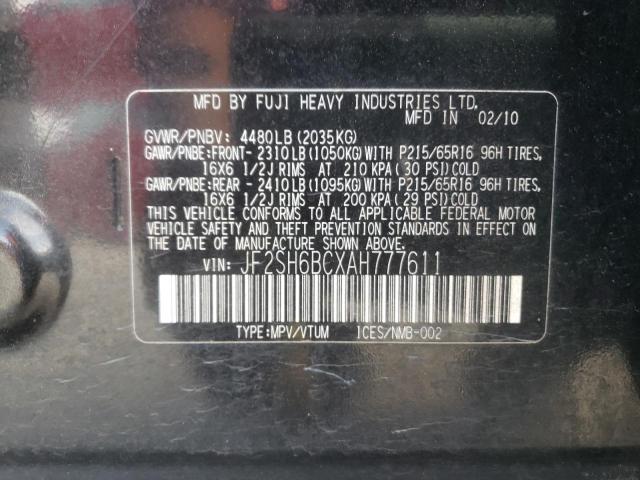 MFD BY FUJI HEAVY INDUSTRIES LTD.
MFD IN 02/10
GVWR/PNBV: 4480LB(2035KG)
GAWR/PNBE:FRONT- 2310LB(1050KG)WITH P215/65R16 96H TIRES,
16X6 1/2J RIMS AT 210 KPA(30 PSI)COLD
GAWR/PNBE:REAR - 2410LB(1095KG)WITH P215/65R16 96H TIRES,
16X6 1/2J RIMS AT 200 KPA(29 PSI)COLD
THIS VEHICLE CONFORMS TO ALL APPLICABLE FEDERAL MOTOR
VEHICLE SAFETY AND THEFT PREVENTION STANDARDS IN EFFECT ON
THE DATE OF MANUFACTURE SHOWN ABOVE.
VIN: JF2SH6BCXAH777611
TYPE:MPV/VTUM ICES/NMB-002